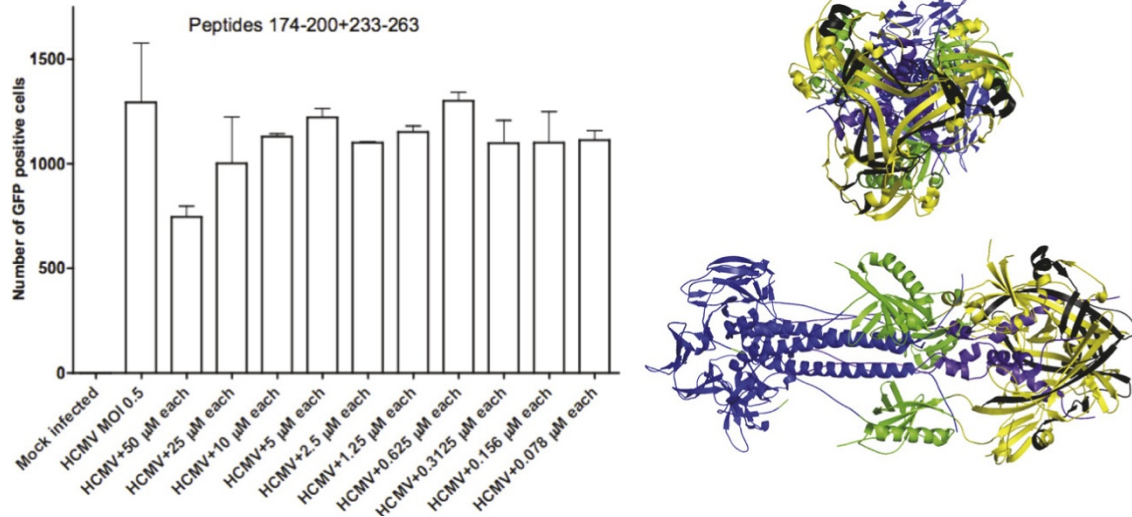 Peptides 174-200+233-263
Number of GFP positive cells
1500
1000
500
0
Mock infected
HCMV MOI 0.5
HCMV+50 µM each
HCMV+25 µM each
HCMV+10 µM each
HCMV+5 µM each
HCMV+2.5 µM each
HCMV+1.25 µM each
HCMV+0.625 µM each
HCMV+0.3125 µM each
HCMV+0.156 µM each
HCMV+0.078 µM each